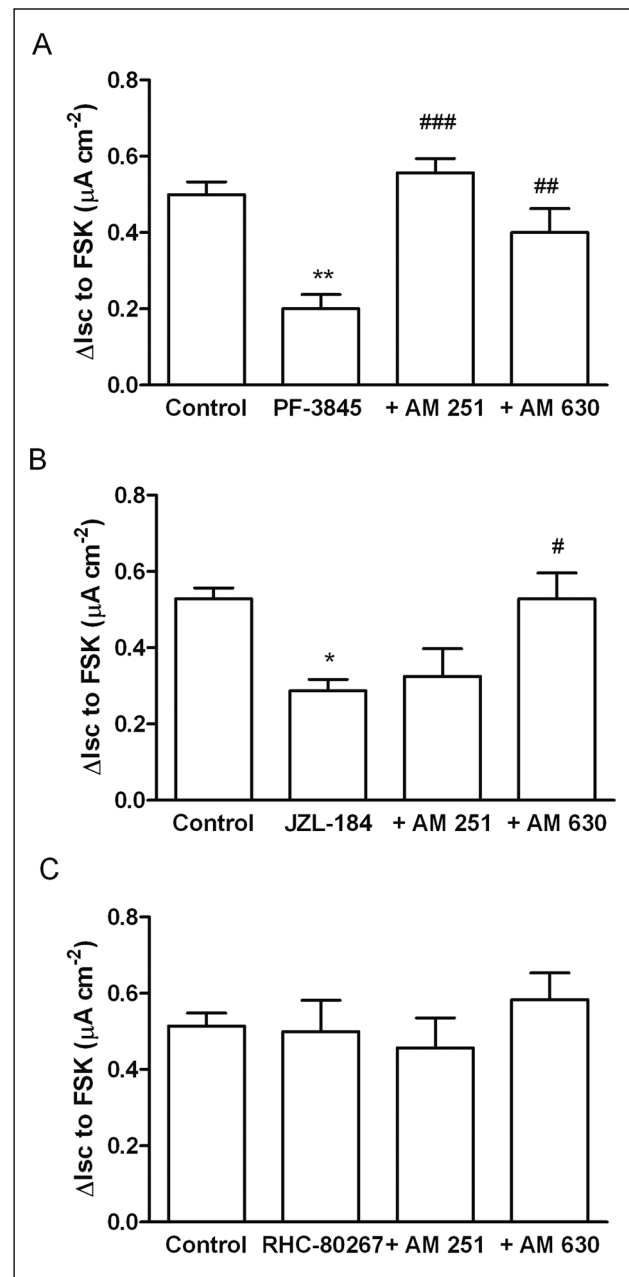 A
ΔIsc to FSK (μA cm-2)
0.8
0.6
0.4
0.2
0.0
###
##
**
Control PF-3845 + AM 251 + AM 630
B
ΔIsc to FSK (μA cm-2)
0.8
0.6
0.4
0.2
0.0
#
*
Control JZL-184 + AM 251 + AM 630
C
ΔIsc to FSK (μA cm-2)
0.8
0.6
0.4
0.2
0.0
Control RHC-80267 + AM 251 + AM 630